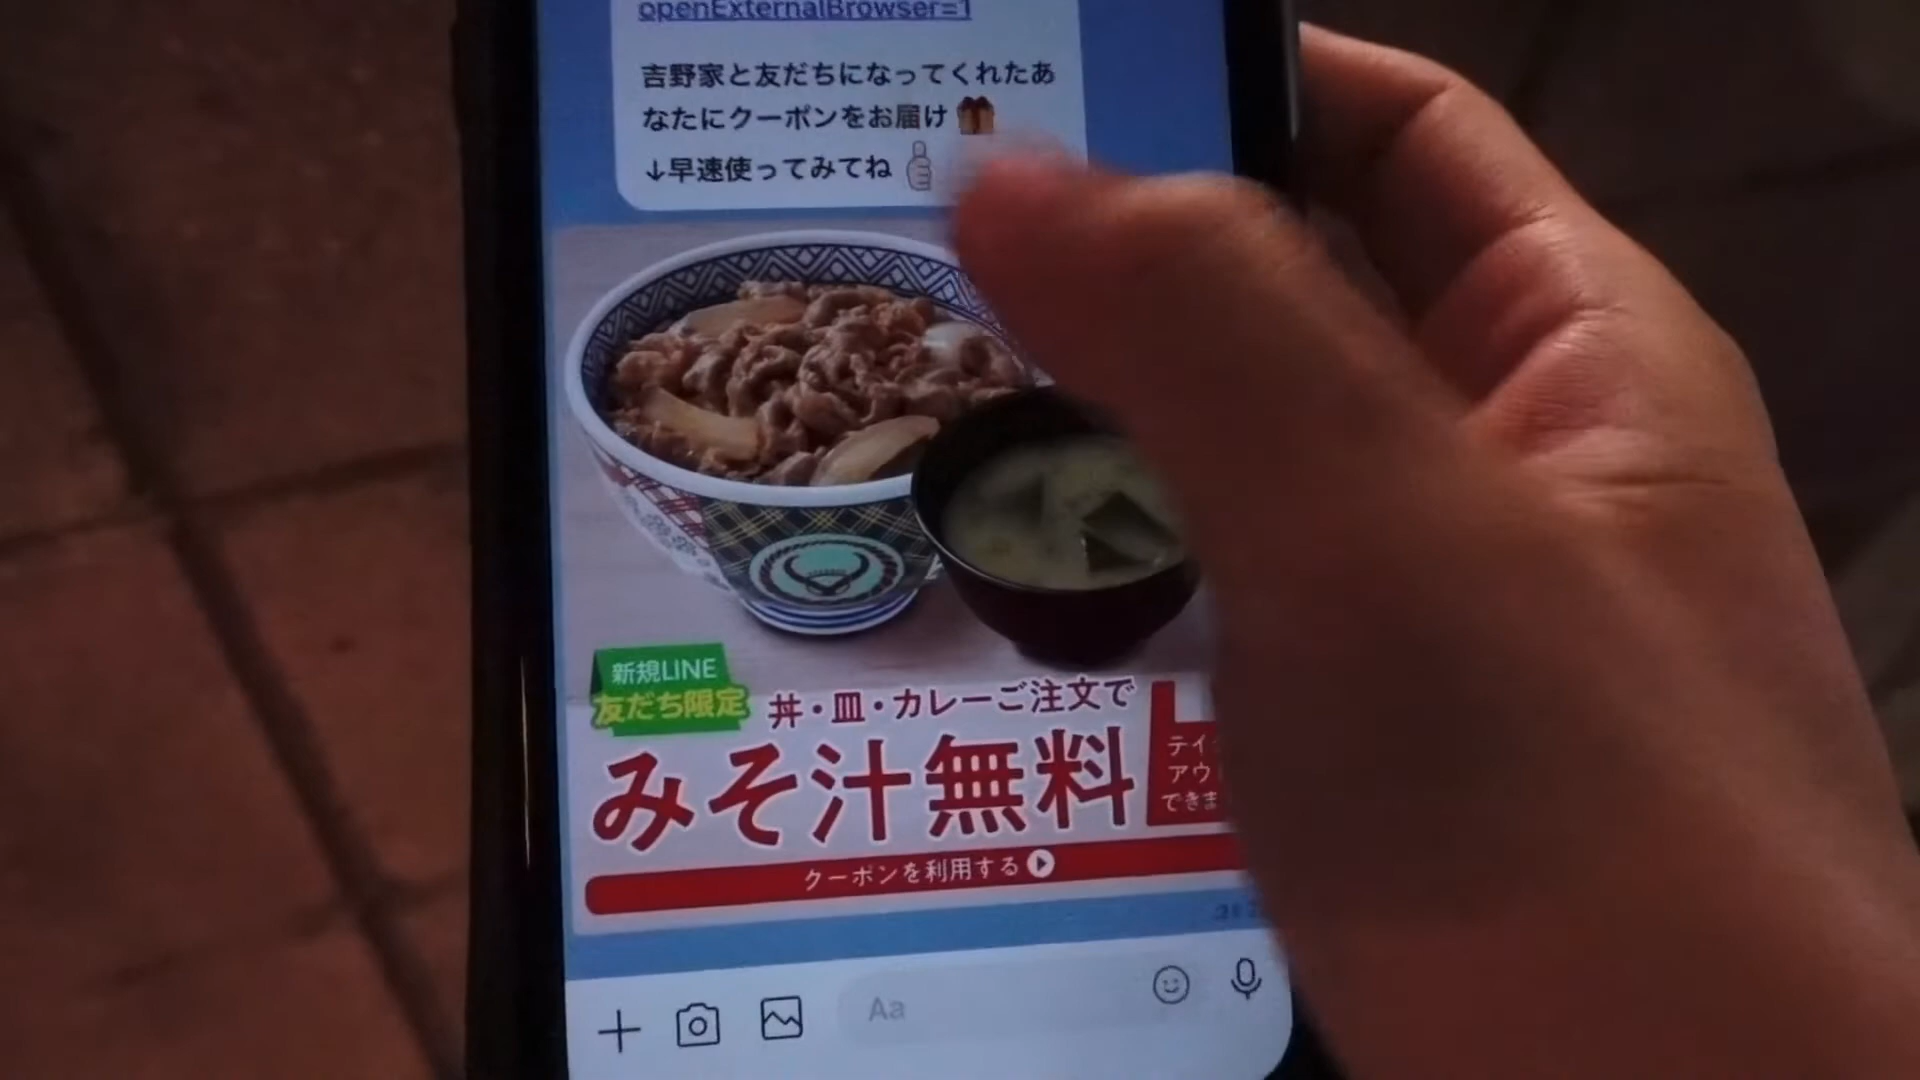 openExternalBrowser=1
吉野家と友だちになってくれたあ
なたにクーポンをお届け
↓早速使ってみてね
新規LINE
友だち限定
丼・皿・カレーご注文で
みそ汁無料
テイ
アウ
できま
クーポンを利用する
Aa